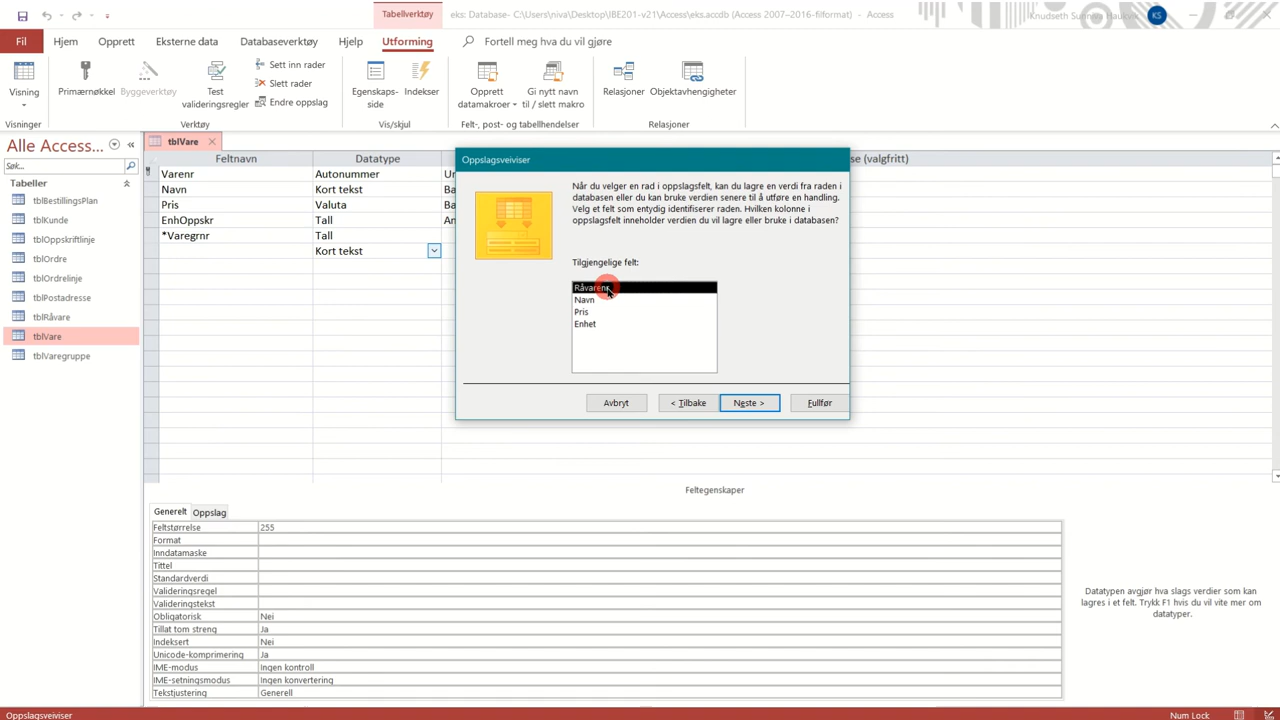 Tabellverktøy
eks: Database- C:\Users\niva\Desktop\IBE201-v21\Access\eks.accdb (Access 2007–2016-filformat) - Access
KS
Fil
Hjem
Opprett
Eksterne data
Databaseverktøy
Hjelp
Utforming
Fortell meg hva du vil gjøre
Visning
Primærnøkkel
Byggeverktøy
Test
valideringsregler
Sett inn rader
Slett rader
Endre oppslag
Egenskaps-
side
Indekser
Opprett
datamakroer
Gi nytt navn
til / slett makro
Relasjoner
Objektavhengigheter
Visninger
Verktøy
Vis/skjul
Felt-, post- og tabellhendelser
Relasjoner
Alle Access...
Søk...
Tabeller
tblBestillingsPlan
tblKunde
tblOppskriftlinje
tblOrdre
tblOrdrelinje
tblPostadresse
tblRåvare
tblVare
tblVaregruppe
tblVare
Feltnavn
Datatype
se (valgfritt)
Varenr
Autonummer
Un
Navn
Kort tekst
Ba
Pris
Valuta
Ba
EnhOppskr
Tall
An
*Varegrnr
Tall
Kort tekst
Oppslagsveiviser
Når du velger en rad i oppslagsfelt, kan du lagre en verdi fra raden i
databasen eller du kan bruke verdien senere til å utføre en handling.
Velg et felt som entydig identifiserer raden. Hvilken kolonne i
oppslagsfelt inneholder verdien du vil lagre eller bruke i databasen?
Tilgjengelige felt:
Råvarenr
Navn
Pris
Enhet
Avbryt
< Tilbake
Neste >
Fullfør
Feltegenskaper
Generelt
Oppslag
Feltstørrelse 255
Format
Inndatamaske
Tittel
Standardverdi
Valideringsregel
Valideringstekst
Obligatorisk Nei
Tillat tom streng Ja
Indeksert Nei
Unicode-komprimering Ja
IME-modus Ingen kontroll
IME-setningsmodus Ingen konvertering
Tekstjustering Generell
Datatypen avgjør hva slags verdier som kan
lagres i et felt. Trykk F1 hvis du vil vite mer om
datatyper.
Oppslagsveiviser
Num Lock